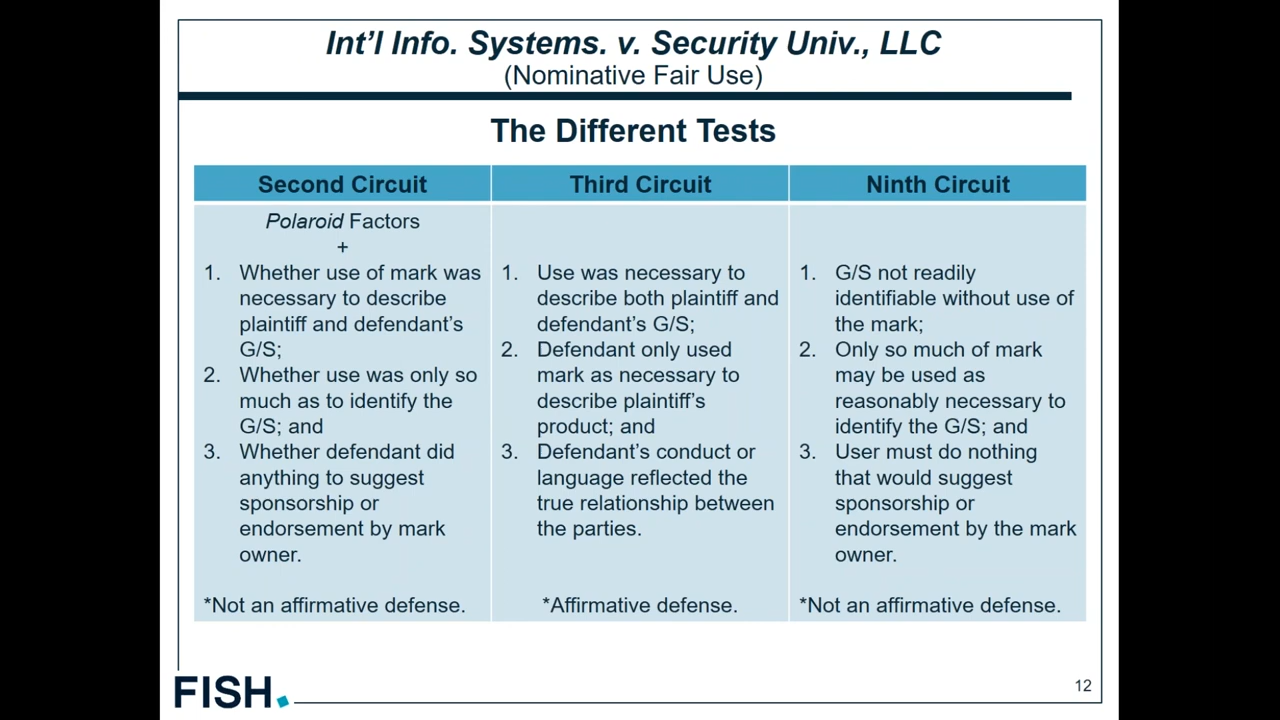 Int'l Info. Systems. v. Security Univ., LLC
(Nominative Fair Use)
The Different Tests
Second Circuit
Polaroid Factors
+
1. Whether use of mark was
necessary to describe
plaintiff and defendant's
G/S;
2. Whether use was only so
much as to identify the
G/S; and
3. Whether defendant did
anything to suggest
sponsorship or
endorsement by mark
owner.
*Not an affirmative defense.
Third Circuit
1. Use was necessary to
describe both plaintiff and
defendant's G/S;
2. Defendant only used
mark as necessary to
describe plaintiff's
product; and
3. Defendant's conduct or
language reflected the
true relationship between
the parties.
*Affirmative defense.
Ninth Circuit
1. G/S not readily
identifiable without use of
the mark;
2. Only so much of mark
may be used as
reasonably necessary to
identify the G/S; and
3. User must do nothing
that would suggest
sponsorship or
endorsement by the mark
owner.
*Not an affirmative defense.
FISH.
12